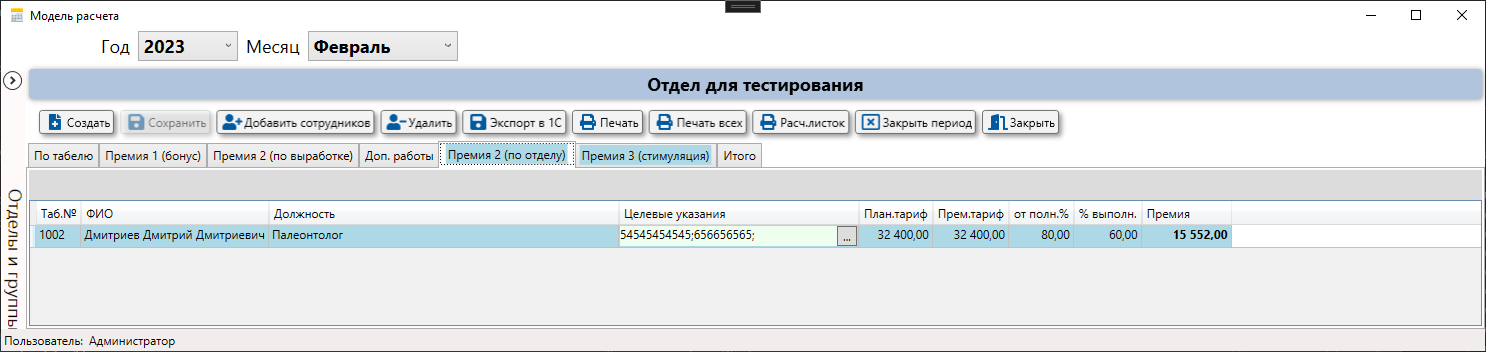 Модель расчета
Год 2023 Месяц Февраль
Отдел для тестирования
Создать Сохранить Добавить сотрудников Удалить Экспорт в 1С Печать Печать всех Расч.листок Закрыть период Закрыть
По табелю Премия 1 (бонус) Премия 2 (по выработке) Доп. работы Премия 2 (по отделу) Премия 3 (стимуляция) Итого
Отделы и группы
Таб.№ ФИО Должность Целевые указания План.тариф Прем.тариф от полн.% % выполн. Премия
1002 Дмитриев Дмитрий Дмитриевич Палеонтолог 54545454545;656656565; ... 32 400,00 32 400,00 80,00 60,00 15 552,00
Пользователь: Администратор